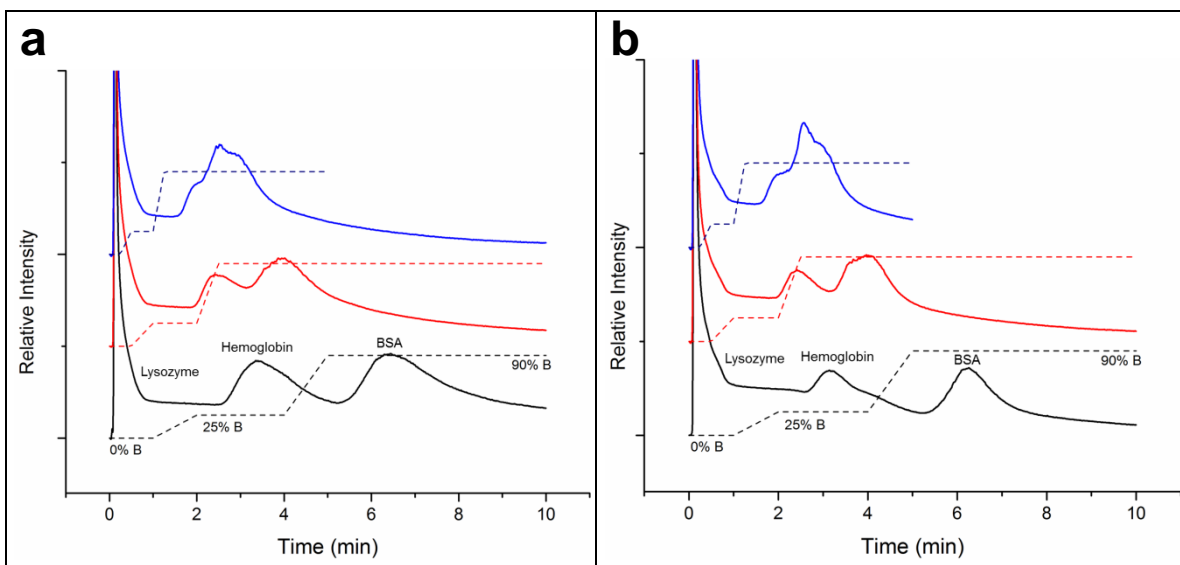 a
Relative Intensity
Lysozyme
Hemoglobin
BSA
90% B
25% B
0% B
0 2 4 6 8 10
Time (min)
b
Relative Intensity
Lysozyme
Hemoglobin
BSA
90% B
25% B
0% B
0 2 4 6 8 10
Time (min)